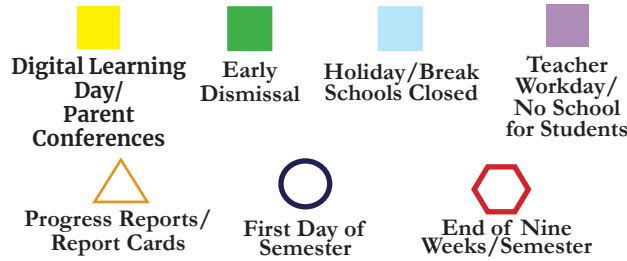 Digital Learning
Day/
Parent
Conferences
Early
Dismissal
Holiday/Break
Schools Closed
Teacher
Workday/
No School
for Students
Progress Reports/
Report Cards
First Day of
Semester
End of Nine
Weeks/Semester